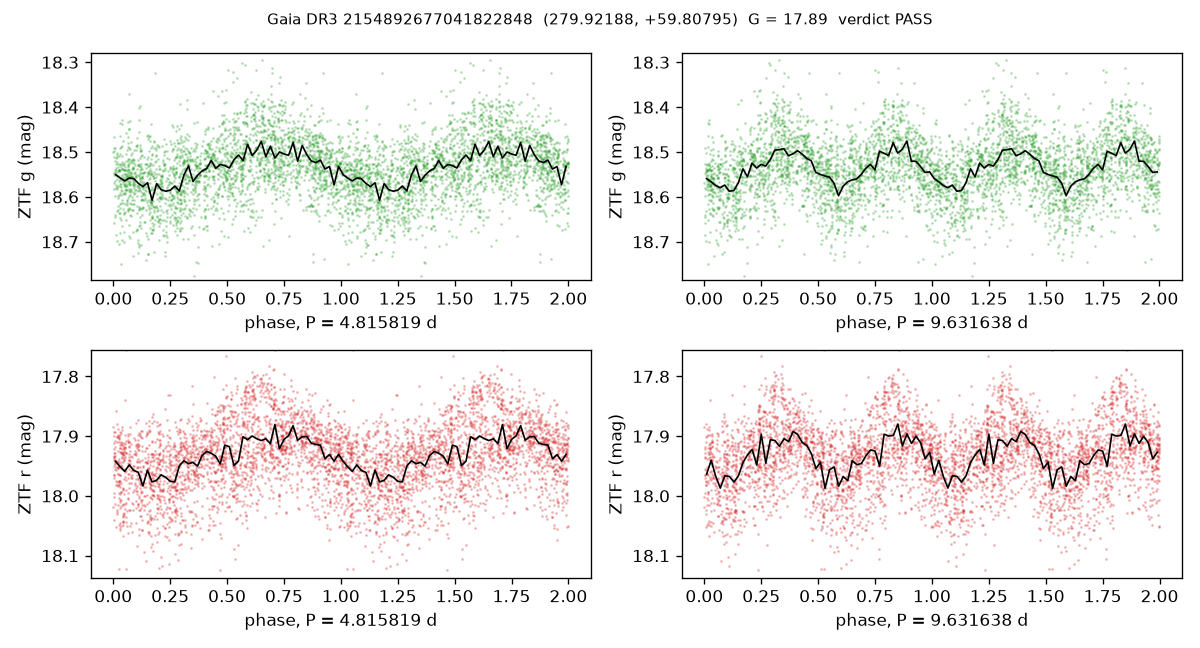 Gaia DR3 2154892677041822848 (279.92188, +59.80795) G = 17.89 verdict PASS
ZTF g (mag)
18.3
18.4
18.5
18.6
18.7
0.00 0.25 0.50 0.75 1.00 1.25 1.50 1.75 2.00
phase, P = 4.815819 d
ZTF g (mag)
18.3
18.4
18.5
18.6
18.7
0.00 0.25 0.50 0.75 1.00 1.25 1.50 1.75 2.00
phase, P = 9.631638 d
ZTF r (mag)
17.8
17.9
18.0
18.1
0.00 0.25 0.50 0.75 1.00 1.25 1.50 1.75 2.00
phase, P = 4.815819 d
ZTF r (mag)
17.8
17.9
18.0
18.1
0.00 0.25 0.50 0.75 1.00 1.25 1.50 1.75 2.00
phase, P = 9.631638 d